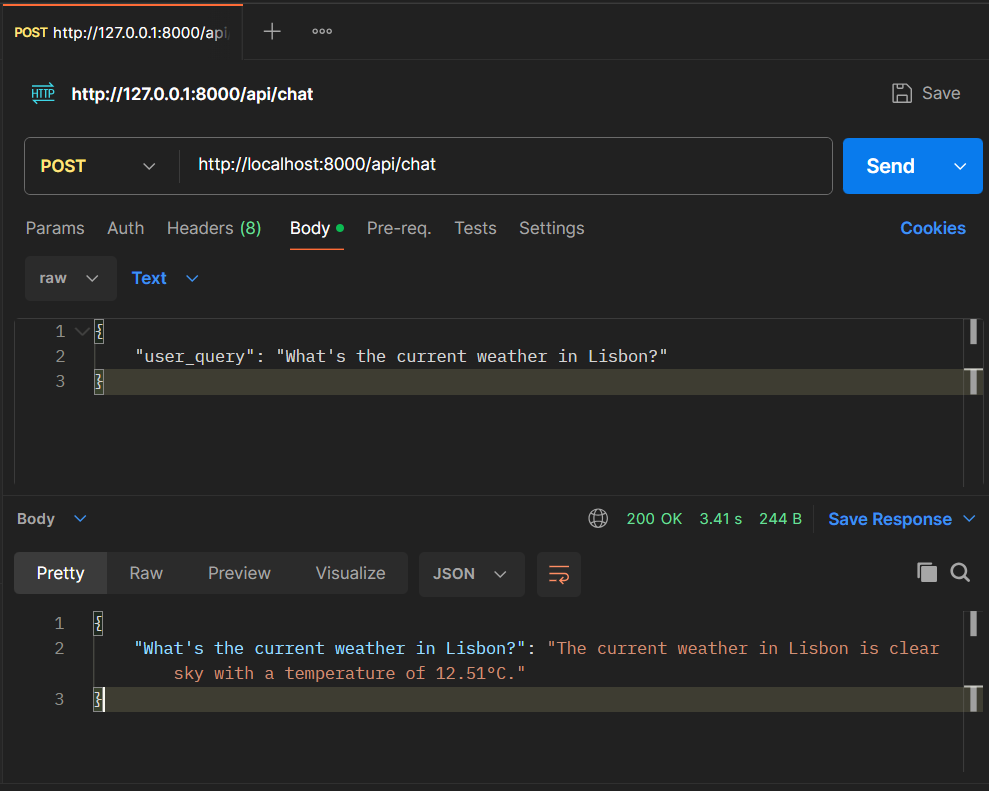 POST http://127.0.0.1:8000/api/
HTTP http://127.0.0.1:8000/api/chat Save
POST http://localhost:8000/api/chat Send
Params Auth Headers (8) Body Pre-req. Tests Settings Cookies
raw Text
1 {
2 "user_query": "What's the current weather in Lisbon?"
3 }
Body 200 OK 3.41 s 244 B Save Response
Pretty Raw Preview Visualize JSON
1 {
2 "What's the current weather in Lisbon?": "The current weather in Lisbon is clear
sky with a temperature of 12.51ºC."
3 }